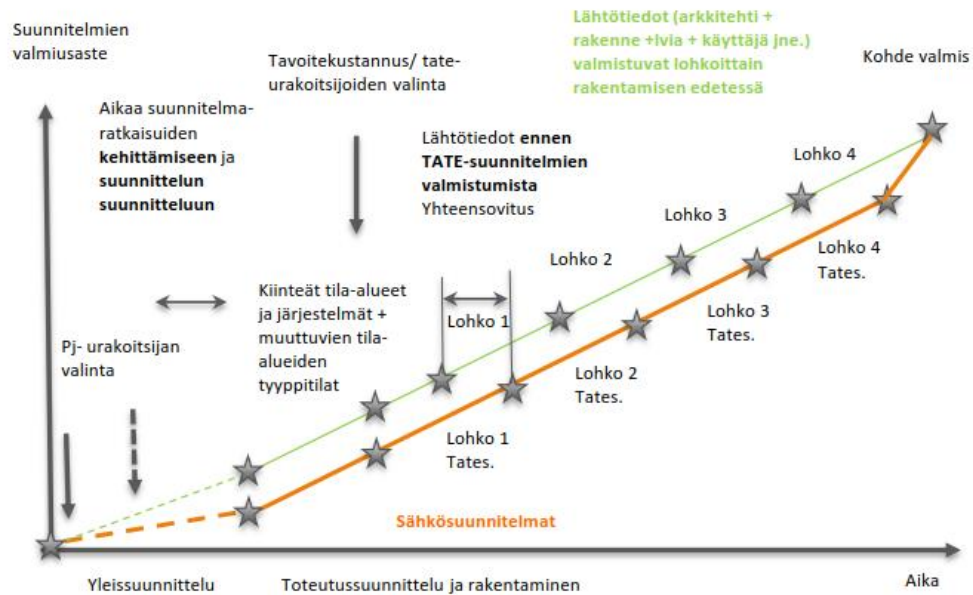 Suunnitelmien
valmiusaste
Aikaa suunnitelma-
ratkaisuiden
kehittämiseen ja
suunnittelun
suunnitteluun
Tavoitekustannus/ tate-
urakoitsijoiden valinta
Lähtötiedot (arkkitehti +
rakenne +lvia + käyttäjä jne.)
valmistuvat lohkoittain
rakentamisen edetessä
Kohde valmis
Lähtötiedot ennen
TATE-suunnitelmien
valmistumista
Yhteensovitus
Lohko 4
Lohko 3
Lohko 2
Lohko 1
Kiinteät tila-alueet
ja järjestelmät +
muuttuvien tila-
alueiden
tyyppitilat
Pj- urakoitsijan
valinta
Lohko 4
Tates.
Lohko 3
Tates.
Lohko 2
Tates.
Lohko 1
Tates.
Sähkösuunnitelmat
Yleissuunnittelu
Toteutussuunnittelu ja rakentaminen
Aika